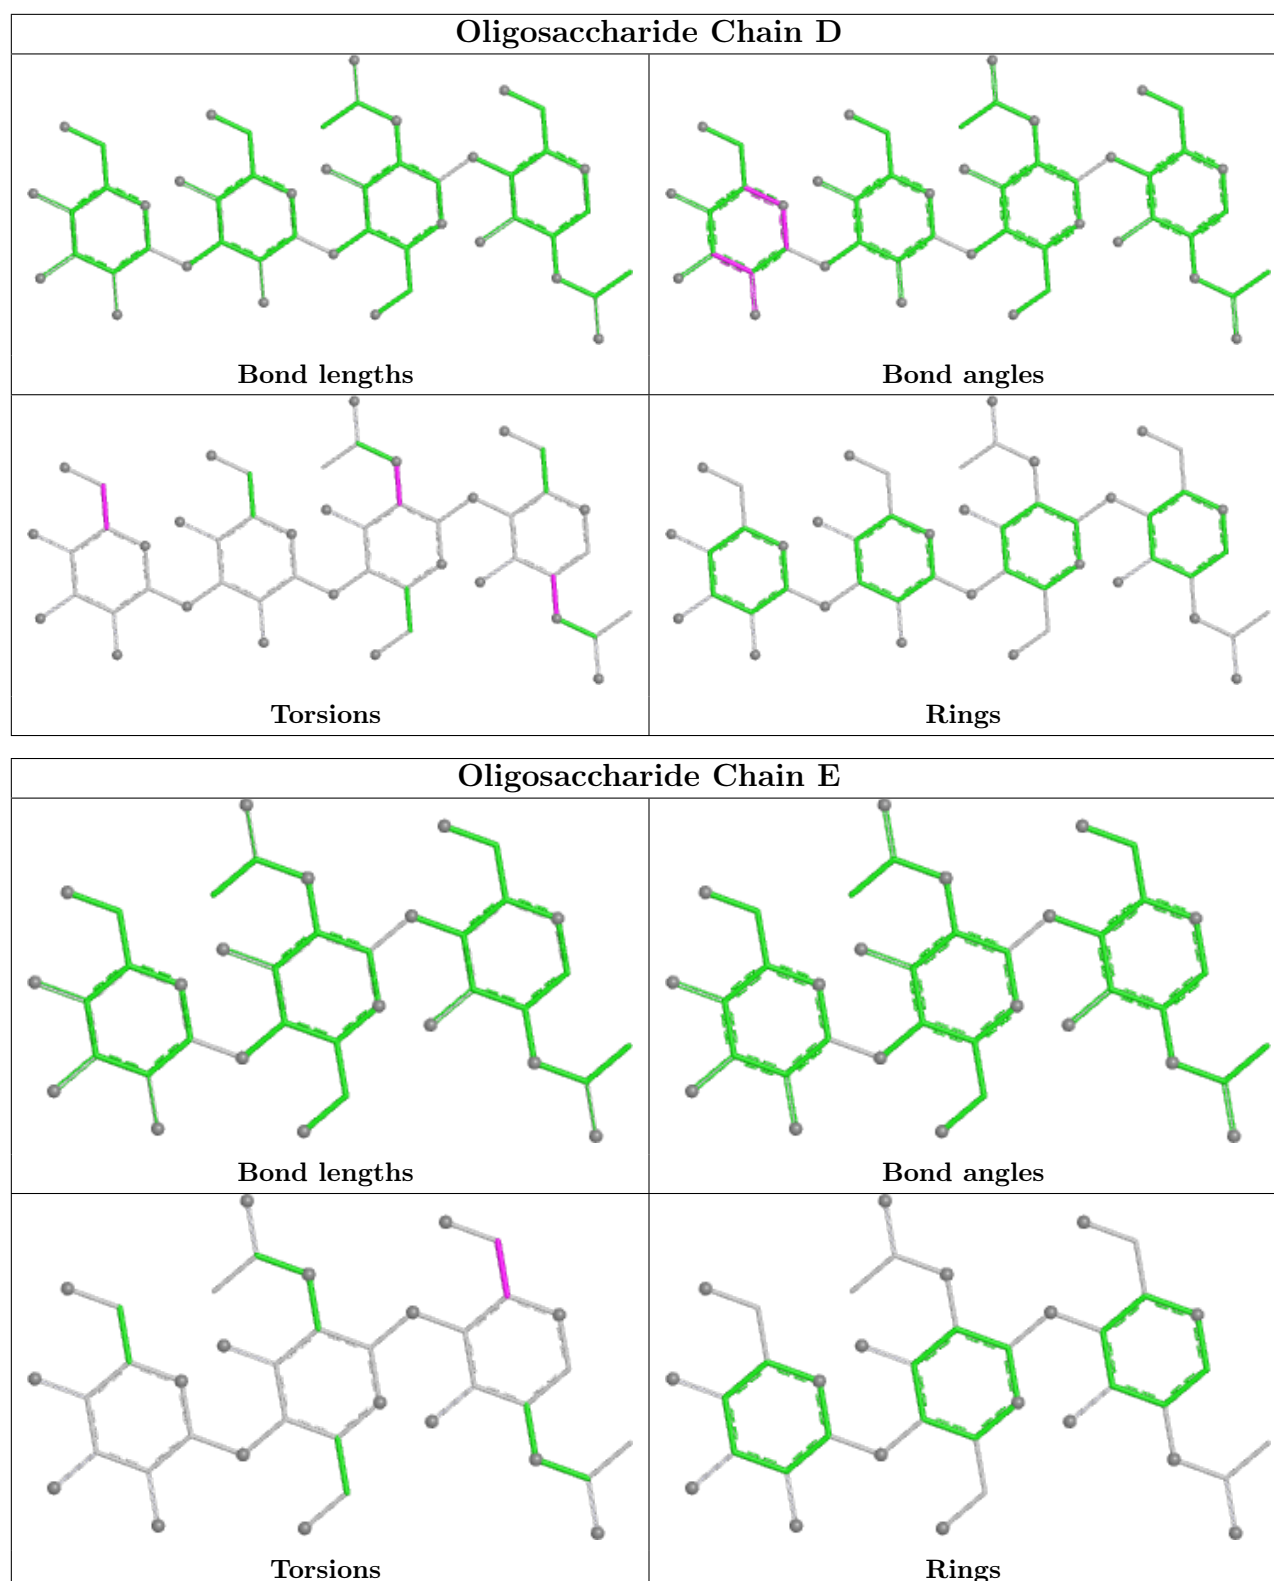 Oligosaccharide Chain D
Bond lengths
Bond angles
Torsions
Rings
Oligosaccharide Chain E
Bond lengths
Bond angles
Torsions
Rings